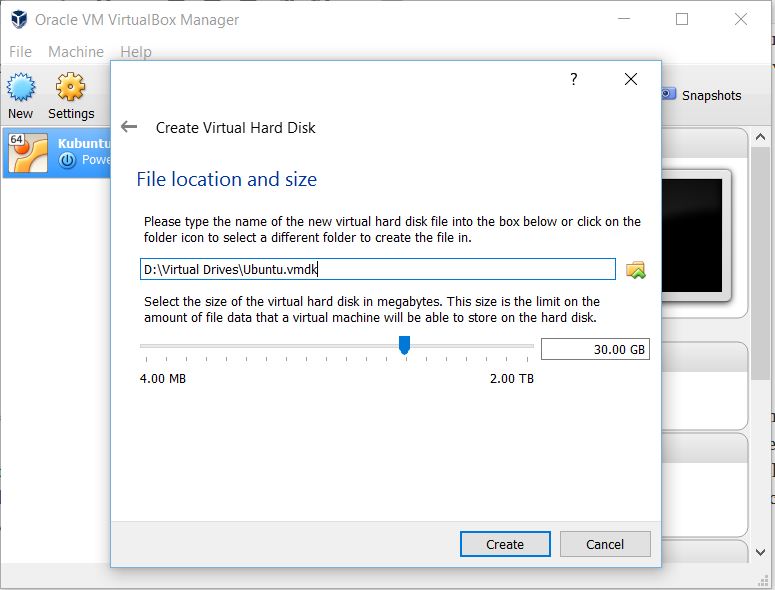 Oracle VM VirtualBox Manager
File Machine Help
New
Settings
Snapshots
64
Kubuntu
Powe
?
Create Virtual Hard Disk
File location and size
Please type the name of the new virtual hard disk file into the box below or click on the
folder icon to select a different folder to create the file in.
D:\Virtual Drives\Ubuntu.vmdk
Select the size of the virtual hard disk in megabytes. This size is the limit on the
amount of file data that a virtual machine will be able to store on the hard disk.
30.00 GB
4.00 MB
2.00 TB
Create
Cancel